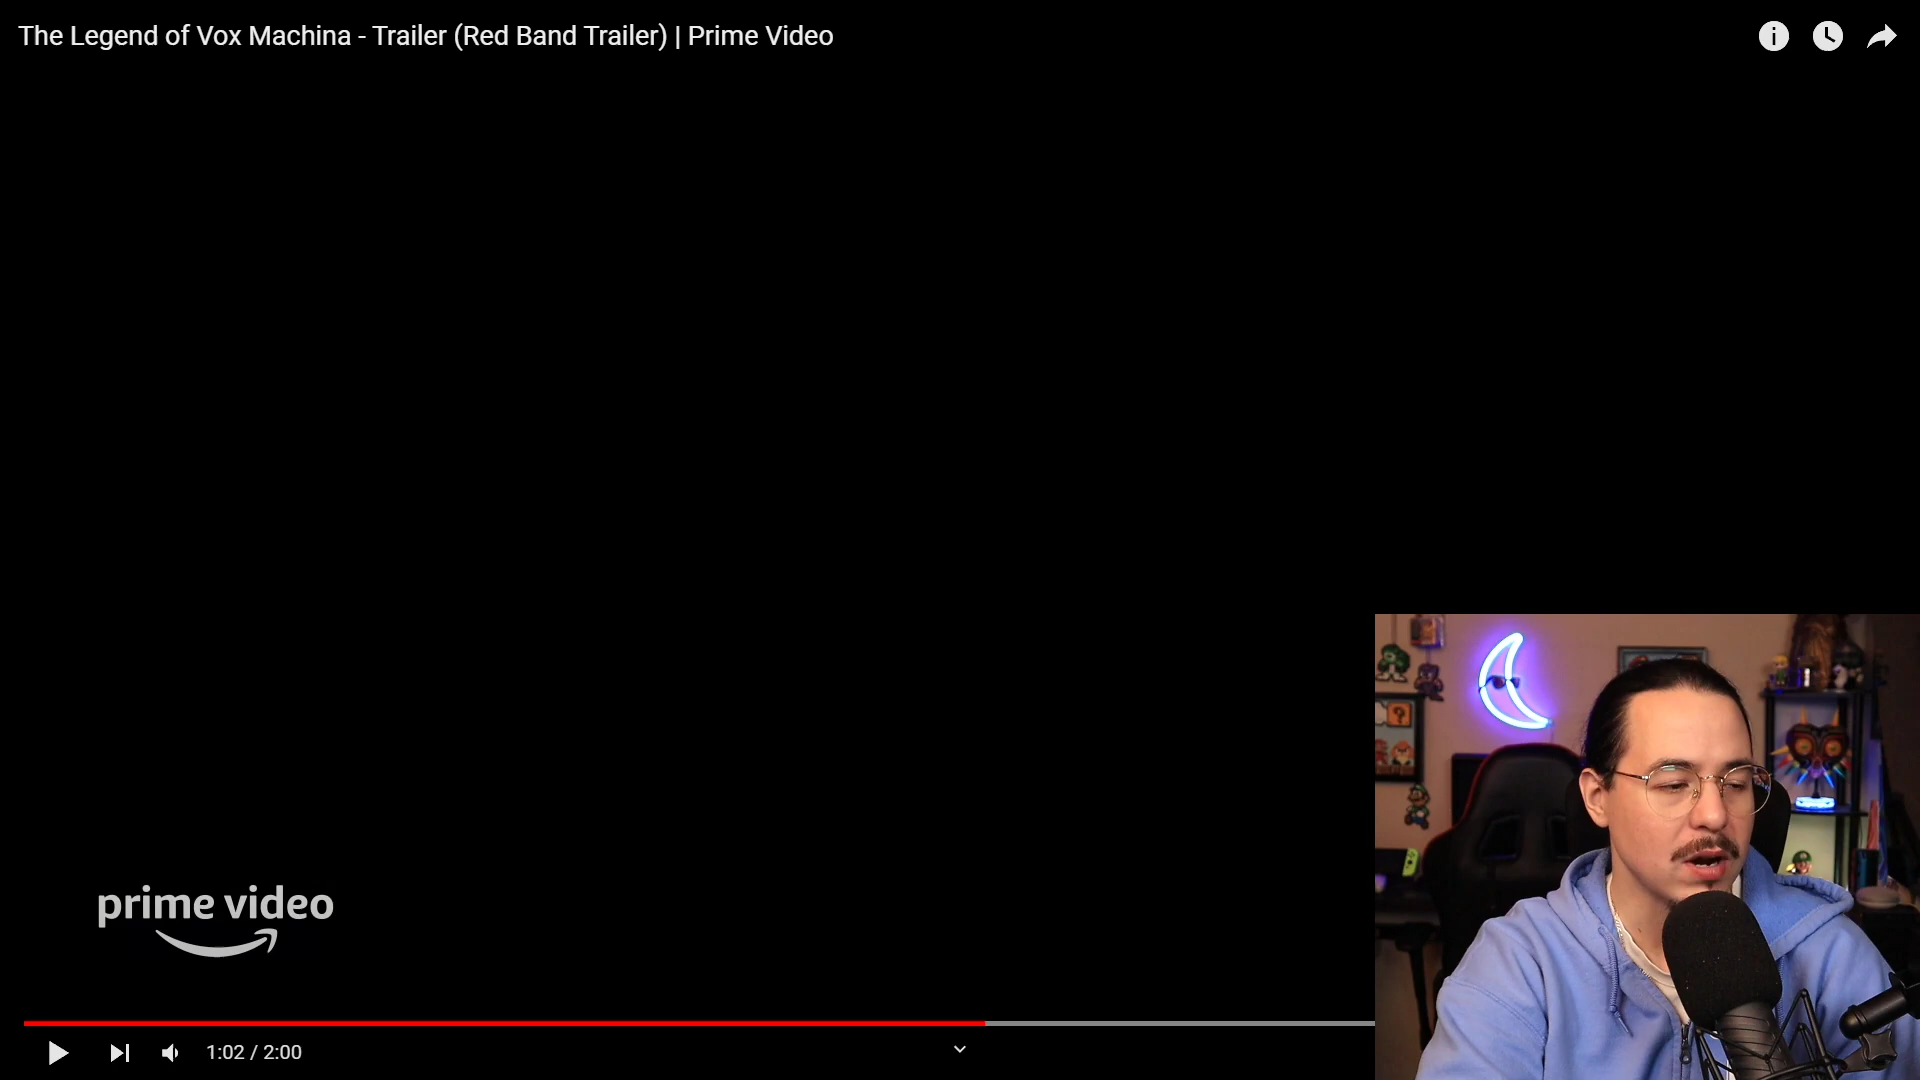 The Legend of Vox Machina - Trailer (Red Band Trailer) | Prime Video
prime video
1:02 / 2:00